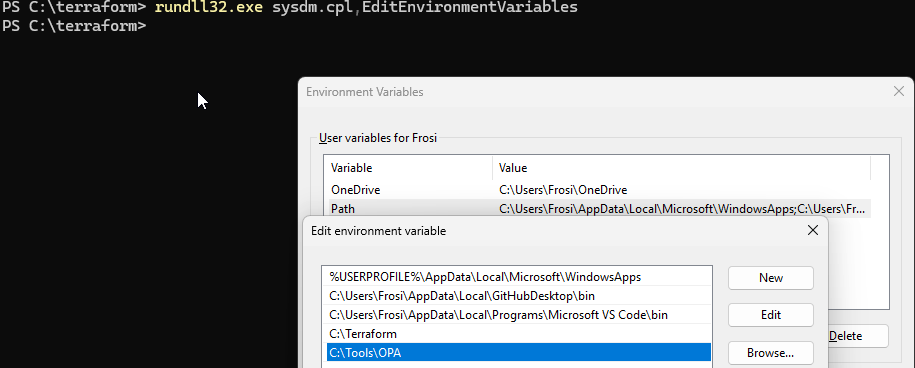 PS C:\terraform> rundll32.exe sysdm.cpl,EditEnvironmentVariables
PS C:\terraform>
Environment Variables
User variables for Frosi
Variable Value
OneDrive C:\Users\Frosi\OneDrive
Path C:\Users\Frosi\AppData\Local\Microsoft\WindowsApps;C:\Users\Fr...
Edit environment variable
%USERPROFILE%\AppData\Local\Microsoft\WindowsApps
New
C:\Users\Frosi\AppData\Local\GitHubDesktop\bin
C:\Users\Frosi\AppData\Local\Programs\Microsoft VS Code\bin
Edit
C:\Terraform
Delete
C:\Tools\OPA
Browse...